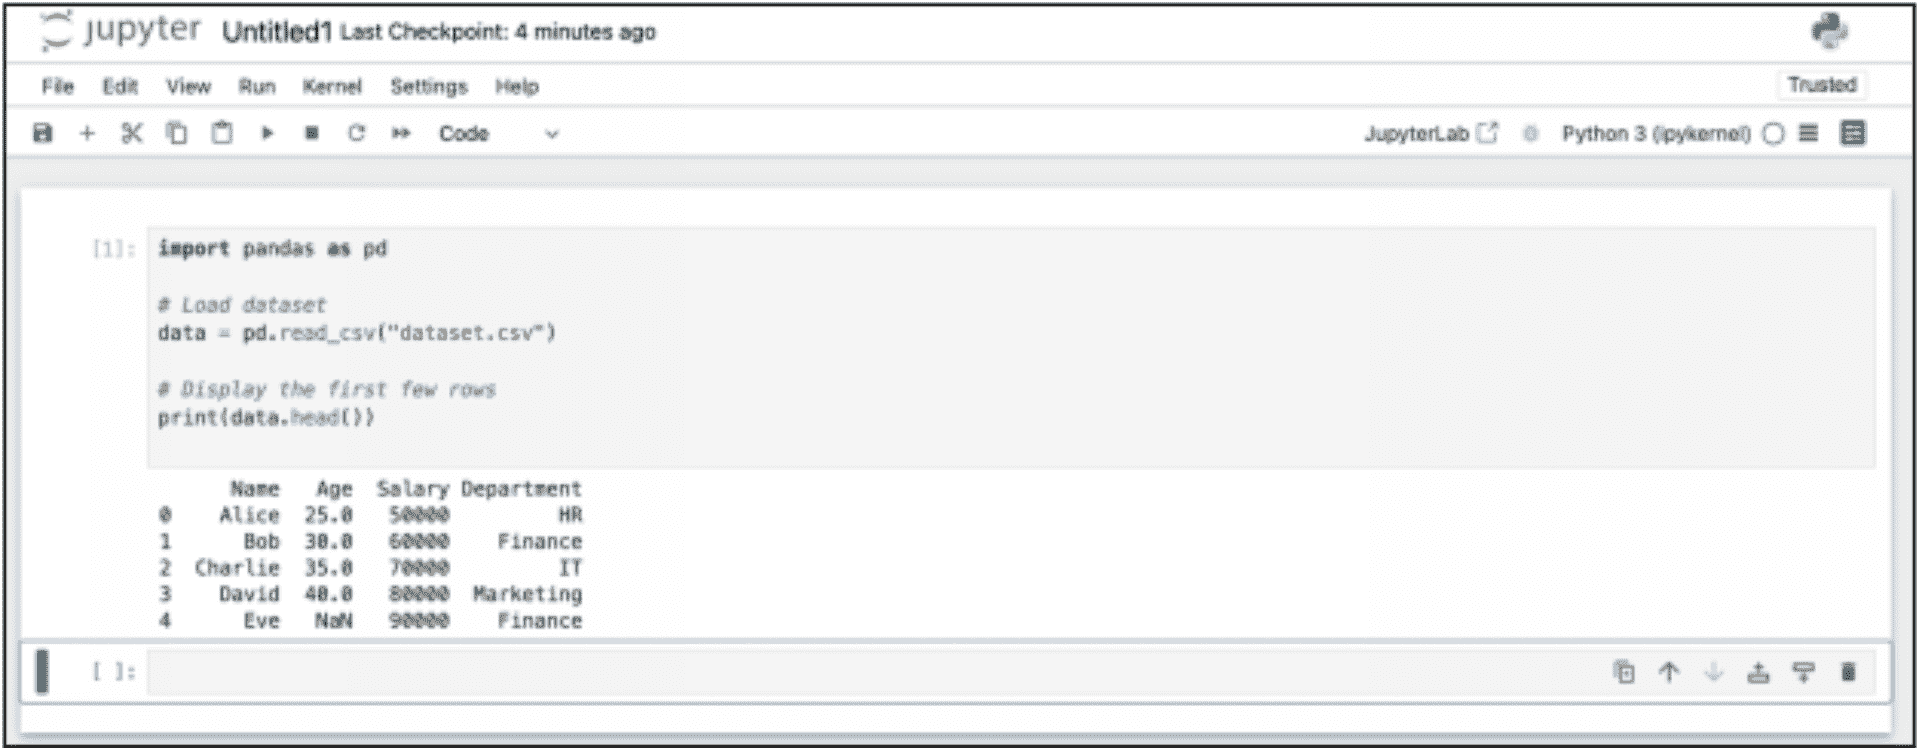 jupyter Untitled1 Last Checkpoint: 4 minutes ago
File Edit View Run Kernel Settings Help Trusted
Code JupyterLab Python 3 (ipykernel)
[1]: import pandas as pd
# Load dataset
data = pd.read_csv("dataset.csv")
# Display the first few rows
print(data.head())
Name Age Salary Department
0 Alice 25.0 50000 HR
1 Bob 30.0 60000 Finance
2 Charlie 35.0 70000 IT
3 David 40.0 80000 Marketing
4 Eve NaN 90000 Finance
[ ]: